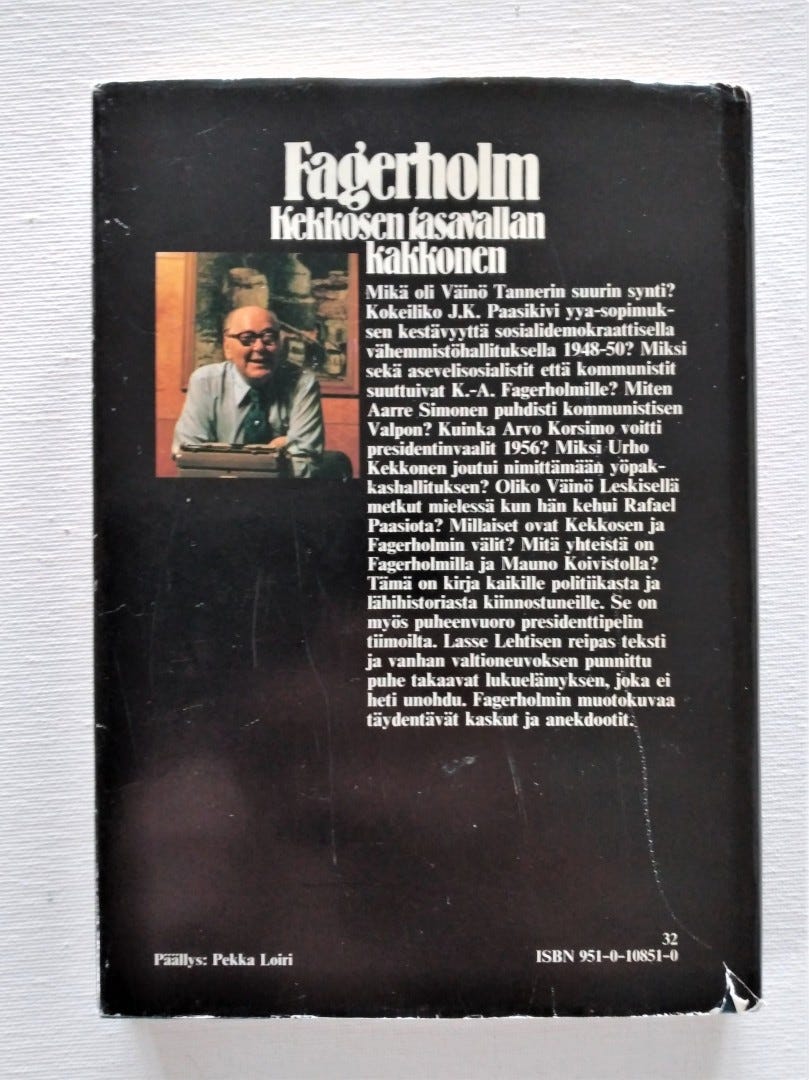 Fagerholm
Kekkosen tasavallan
kakkonen
Mikä oli Väinö Tannerin suurin synti?
Kokeiliko J.K. Paasikivi yya-sopimuk-
sen kestävyyttä sosialidemokraattisella
vähemmistöhallituksella 1948-50? Miksi
sekä asevelisosialistit että kommunistit
suuttuivat K.-A. Fagerholmille? Miten
Aarre Simonen puhdisti kommunistisen
Valpon? Kuinka Arvo Korsimo voitti
presidentinvaalit 1956? Miksi Urho
Kekkonen joutui nimittämään yöpak-
kashallituksen? Oliko Väinö Leskisellä
metkut mielessä kun hän kehui Rafael
Paasiota? Millaiset ovat Kekkosen ja
Fagerholmin välit? Mitä yhteistä on
Fagerholmilla ja Mauno Koivistolla?
Tämä on kirja kaikille politiikasta ja
lähihistoriasta kiinnostuneille. Se on
myös puheenvuoro presidenttipelin
tiimoilta. Lasse Lehtisen reipas teksti
ja vanhan valtioneuvoksen punnittu
puhe takaavat lukuelämyksen, joka ei
heti unohdu. Fagerholmin muotokuvaa
täydentävät kaskut ja anekdootit.
32
Päällys: Pekka Loiri
ISBN 951-0-10851-0